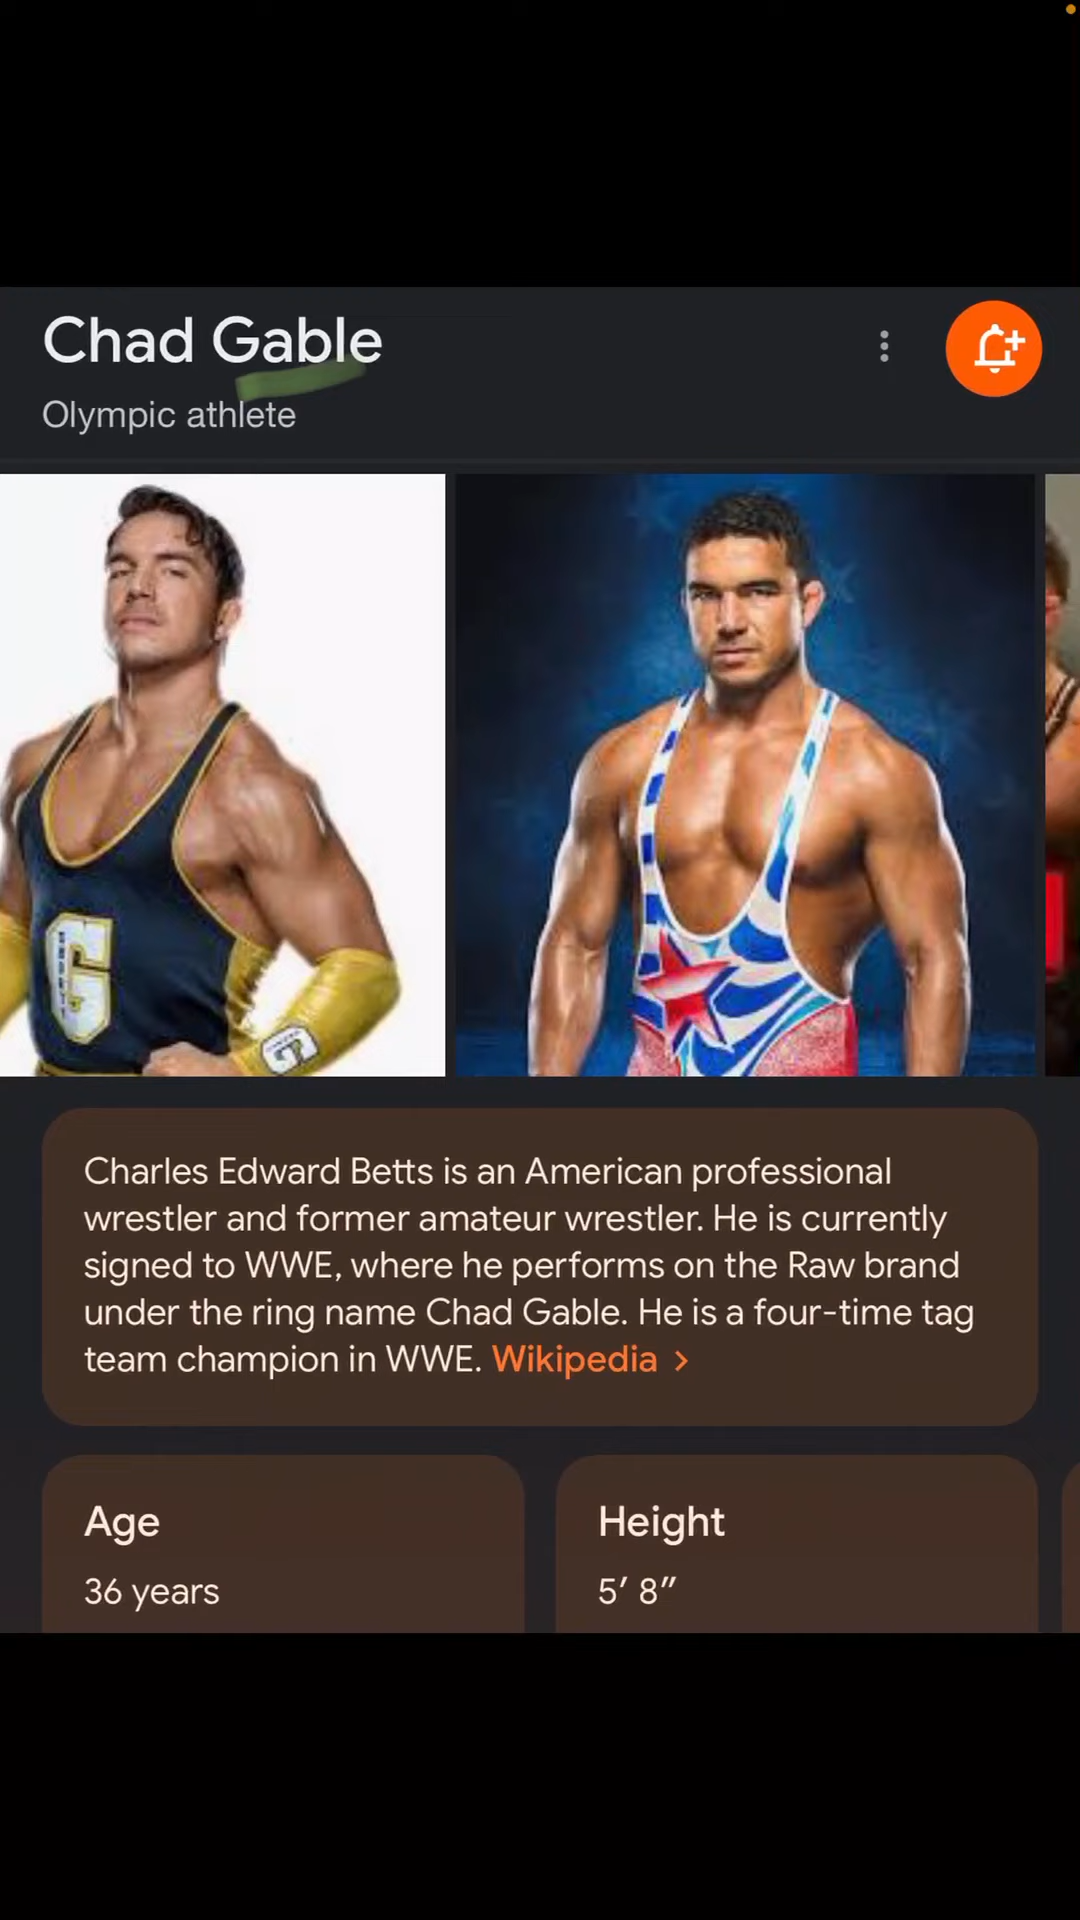 Chad Gable
Olympic athlete
G
G
Charles Edward Betts is an American professional
wrestler and former amateur wrestler. He is currently
signed to WWE, where he performs on the Raw brand
under the ring name Chad Gable. He is a four-time tag
team champion in WWE. Wikipedia >
Age
Height
36 years
5′ 8″